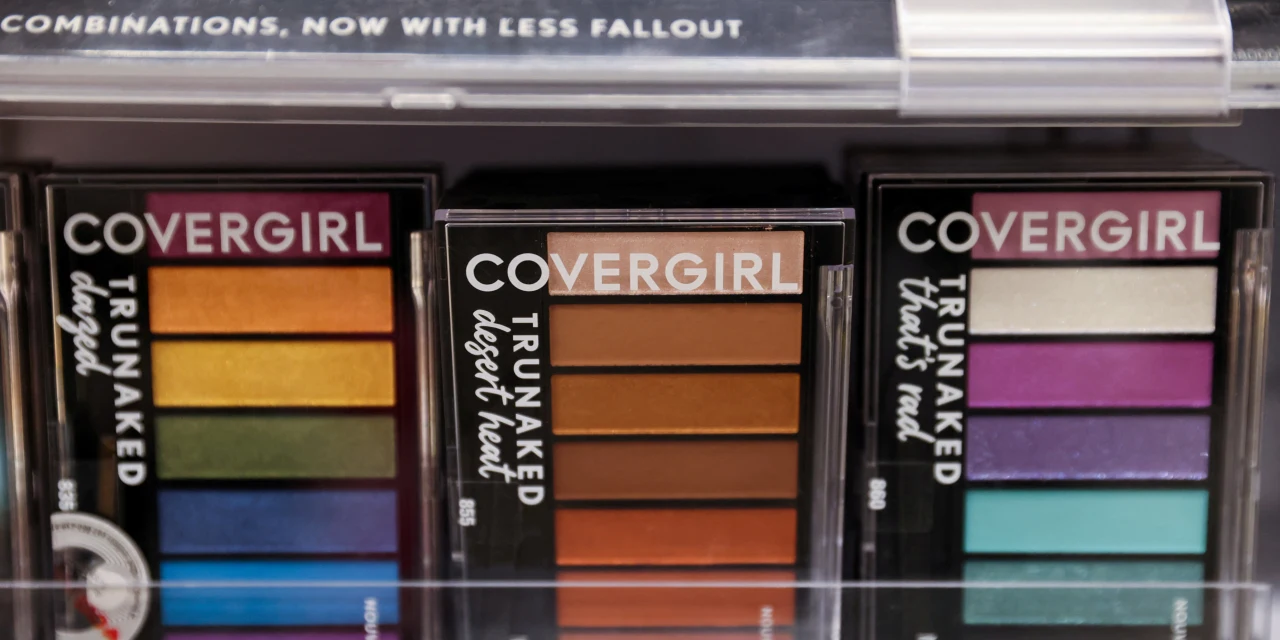 COMBINATIONS, NOW WITH LESS FALLOUT
COVERGIRL
TRUNAKED
dazed
835
COVERGIRL
TRUNAKED
desert heat
855
COVERGIRL
TRUNAKED
that's rad
860